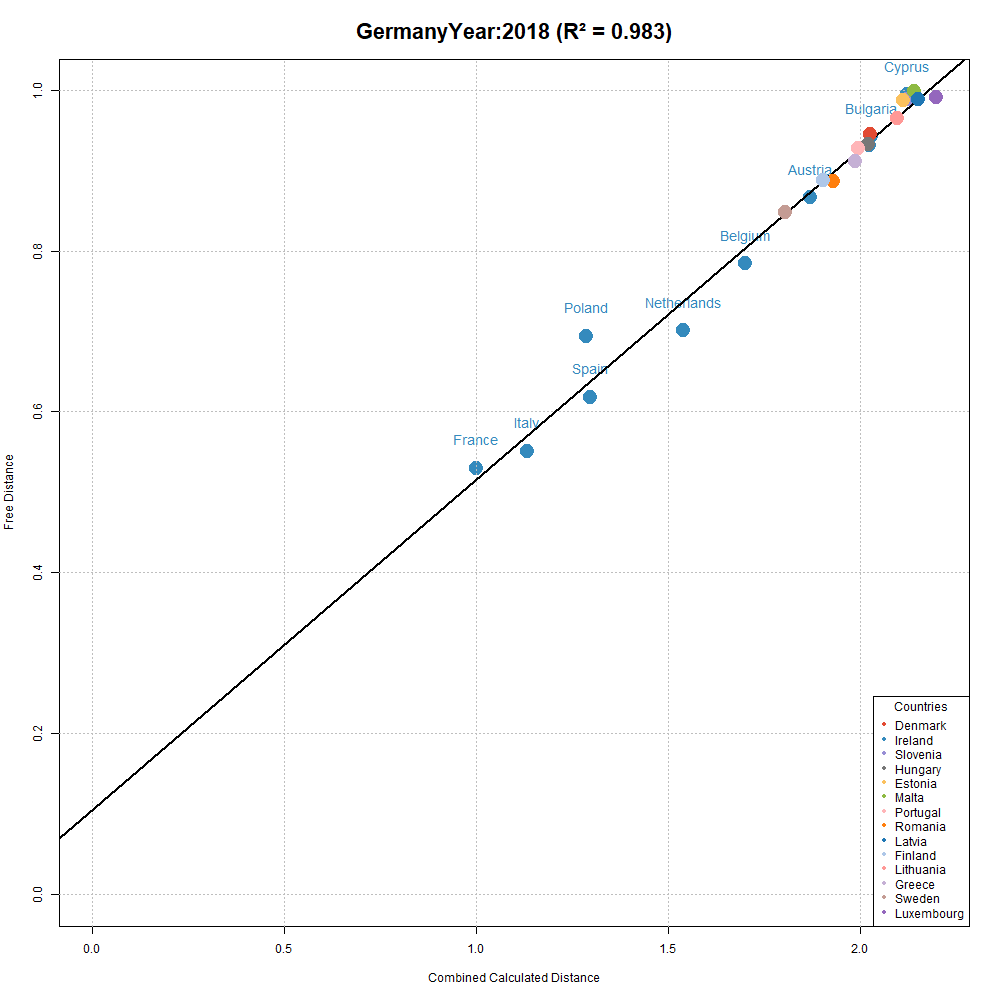 GermanyYear:2018 (R² = 0.983)
Cyprus
Bulgaria
Austria
Belgium
Netherlands
Poland
Spain
Italy
France
Free Distance
1.0
0.8
0.6
0.4
0.2
0.0
0.0 0.5 1.0 1.5 2.0
Combined Calculated Distance
Countries
Denmark
Ireland
Slovenia
Hungary
Estonia
Malta
Portugal
Romania
Latvia
Finland
Lithuania
Greece
Sweden
Luxembourg